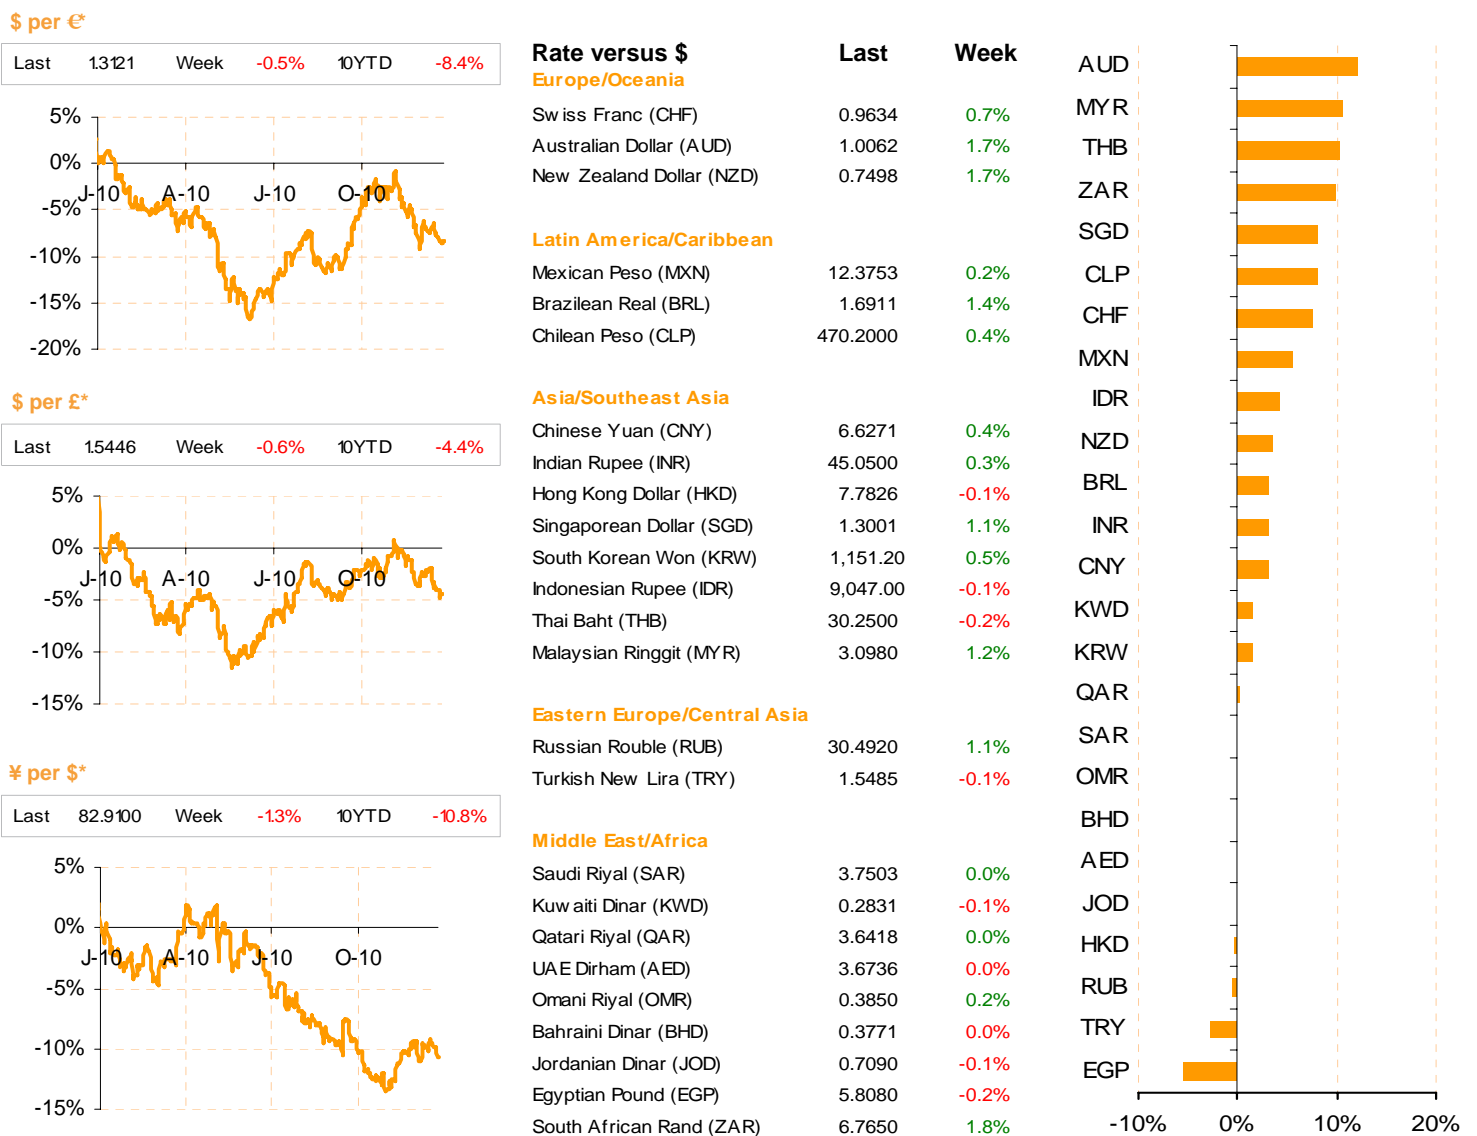 $ per €*
Last 1.3121 Week -0.5% 10YTD -8.4%
5%
0%
J-10 A-10 J-10 O-10
-5%
-10%
-15%
-20%
$ per £*
Last 1.5446 Week -0.6% 10YTD -4.4%
5%
0%
J-10 A-10 J-10 O-10
-5%
-10%
-15%
¥ per $*
Last 82.9100 Week -1.3% 10YTD -10.8%
5%
0%
J-10 A-10 J-10 O-10
-5%
-10%
-15%
Rate versus $ Last Week
Europe/Oceania
Swiss Franc (CHF) 0.9634 0.7%
Australian Dollar (AUD) 1.0062 1.7%
New Zealand Dollar (NZD) 0.7498 1.7%
Latin America/Caribbean
Mexican Peso (MXN) 12.3753 0.2%
Brazilean Real (BRL) 1.6911 1.4%
Chilean Peso (CLP) 470.2000 0.4%
Asia/Southeast Asia
Chinese Yuan (CNY) 6.6271 0.4%
Indian Rupee (INR) 45.0500 0.3%
Hong Kong Dollar (HKD) 7.7826 -0.1%
Singaporean Dollar (SGD) 1.3001 1.1%
South Korean Won (KRW) 1,151.20 0.5%
Indonesian Rupee (IDR) 9,047.00 -0.1%
Thai Baht (THB) 30.2500 -0.2%
Malaysian Ringgit (MYR) 3.0980 1.2%
Eastern Europe/Central Asia
Russian Rouble (RUB) 30.4920 1.1%
Turkish New Lira (TRY) 1.5485 -0.1%
Middle East/Africa
Saudi Riyal (SAR) 3.7503 0.0%
Kuwaiti Dinar (KWD) 0.2831 -0.1%
Qatari Riyal (QAR) 3.6418 0.0%
UAE Dirham (AED) 3.6736 0.0%
Omani Riyal (OMR) 0.3850 0.2%
Bahraini Dinar (BHD) 0.3771 0.0%
Jordanian Dinar (JOD) 0.7090 -0.1%
Egyptian Pound (EGP) 5.8080 -0.2%
South African Rand (ZAR) 6.7650 1.8%
AUD
MYR
THB
ZAR
SGD
CLP
CHF
MXN
IDR
NZD
BRL
INR
CNY
KWD
KRW
QAR
SAR
OMR
BHD
AED
JOD
HKD
RUB
TRY
EGP
-10% 0% 10% 20%